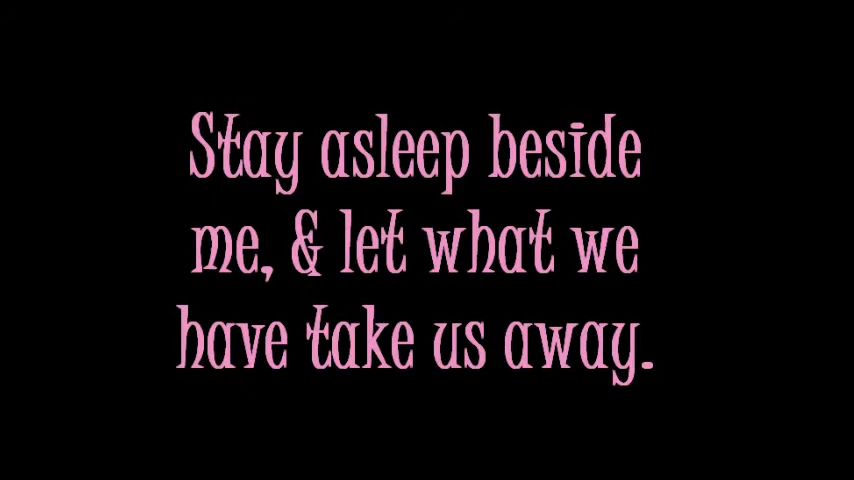 Stay asleep beside
me, & let what we
have take us away.